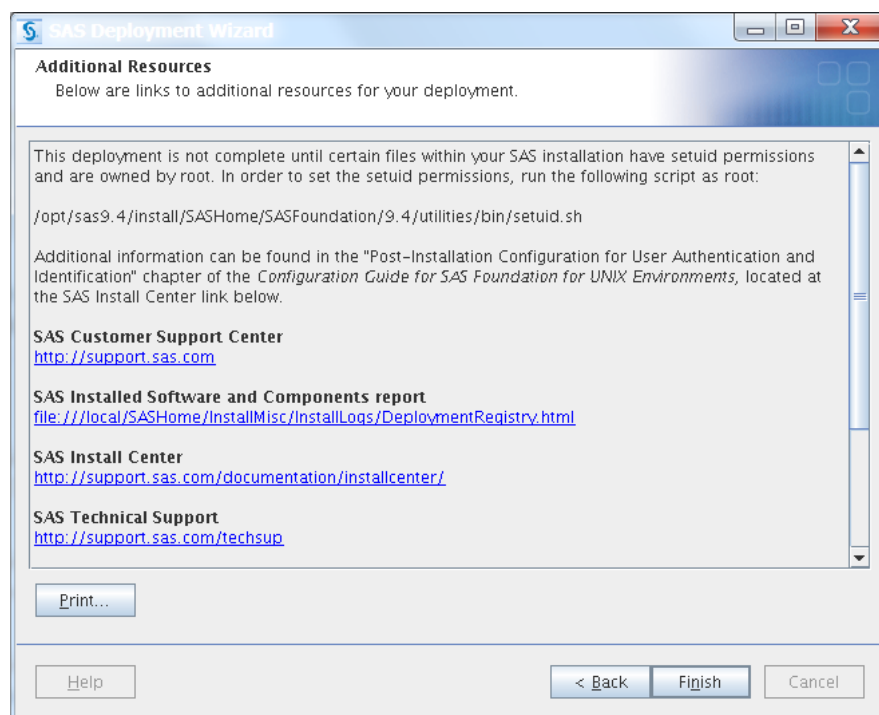 SAS Deployment Wizard
Additional Resources
Below are links to additional resources for your deployment.
This deployment is not complete until certain files within your SAS installation have setuid permissions
and are owned by root. In order to set the setuid permissions, run the following script as root:
/opt/sas9.4/install/SASHome/SASFoundation/9.4/utilities/bin/setuid.sh
Additional information can be found in the "Post-Installation Configuration for User Authentication and
Identification" chapter of the Configuration Guide for SAS Foundation for UNIX Environments, located at
the SAS Install Center link below.
SAS Customer Support Center
http://support.sas.com
SAS Installed Software and Components report
file:///local/SASHome/InstallMisc/InstallLogs/DeploymentRegistry.html
SAS Install Center
http://support.sas.com/documentation/installcenter/
SAS Technical Support
http://support.sas.com/techsup
Print...
Help
< Back
Finish
Cancel